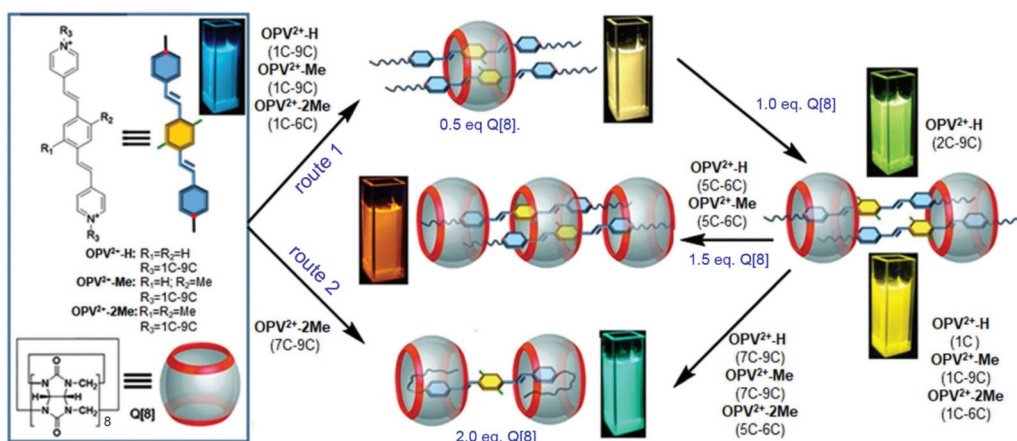 R3
N+
R2
R1
N+
R3
OPV2+-H: R1=R2=H
R3=1C-9C
OPV2+-Me: R1=H; R2=Me
R3=1C-9C
OPV2+-2Me: R1=R2=Me
R3=1C-9C
O
N N CH2
H H
N N CH2
O
8
Q[8]
OPV2+-H
(1C-9C)
OPV2+-Me
(1C-9C)
OPV2+-2Me
(1C-6C)
route 1
route 2
OPV2+-2Me
(7C-9C)
0.5 eq Q[8].
1.0 eq. Q[8]
OPV2+-H
(2C-9C)
OPV2+-H
(5C-6C)
OPV2+-Me
(5C-6C)
1.5 eq. Q[8]
OPV2+-H
(1C)
OPV2+-Me
(1C-9C)
OPV2+-2Me
(1C-6C)
OPV2+-H
(7C-9C)
OPV2+-Me
(7C-9C)
OPV2+-2Me
(5C-6C)
2.0 eq. Q[8]